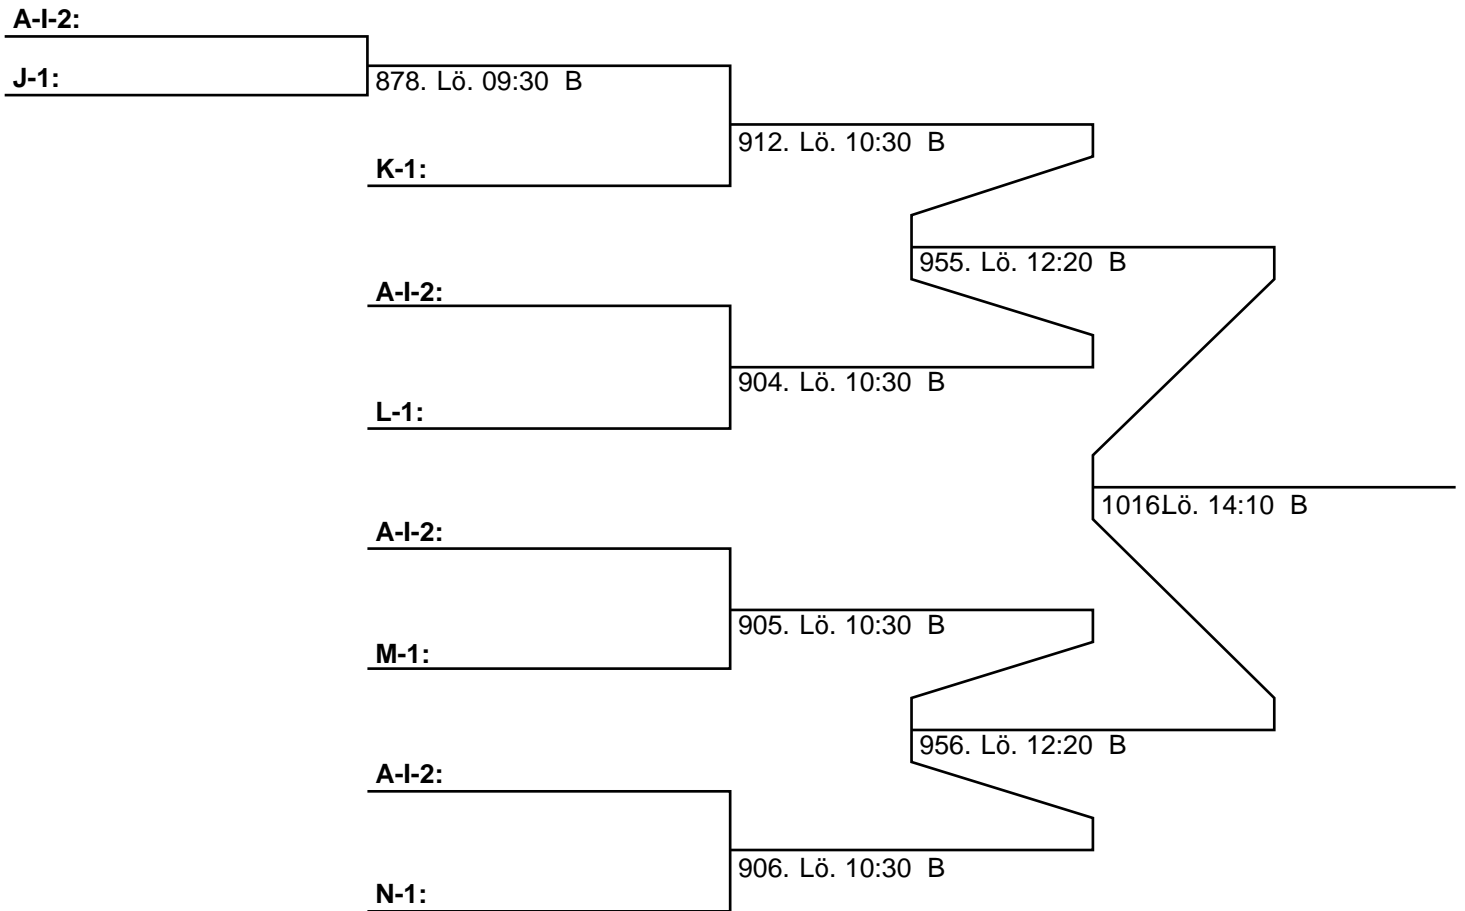 A-I-2:
J-1:
878. Lö. 09:30 B
912. Lö. 10:30 B
K-1:
955. Lö. 12:20 B
A-I-2:
904. Lö. 10:30 B
L-1:
1016.Lö. 14:10 B
A-I-2:
905. Lö. 10:30 B
M-1:
956. Lö. 12:20 B
A-I-2:
906. Lö. 10:30 B
N-1: